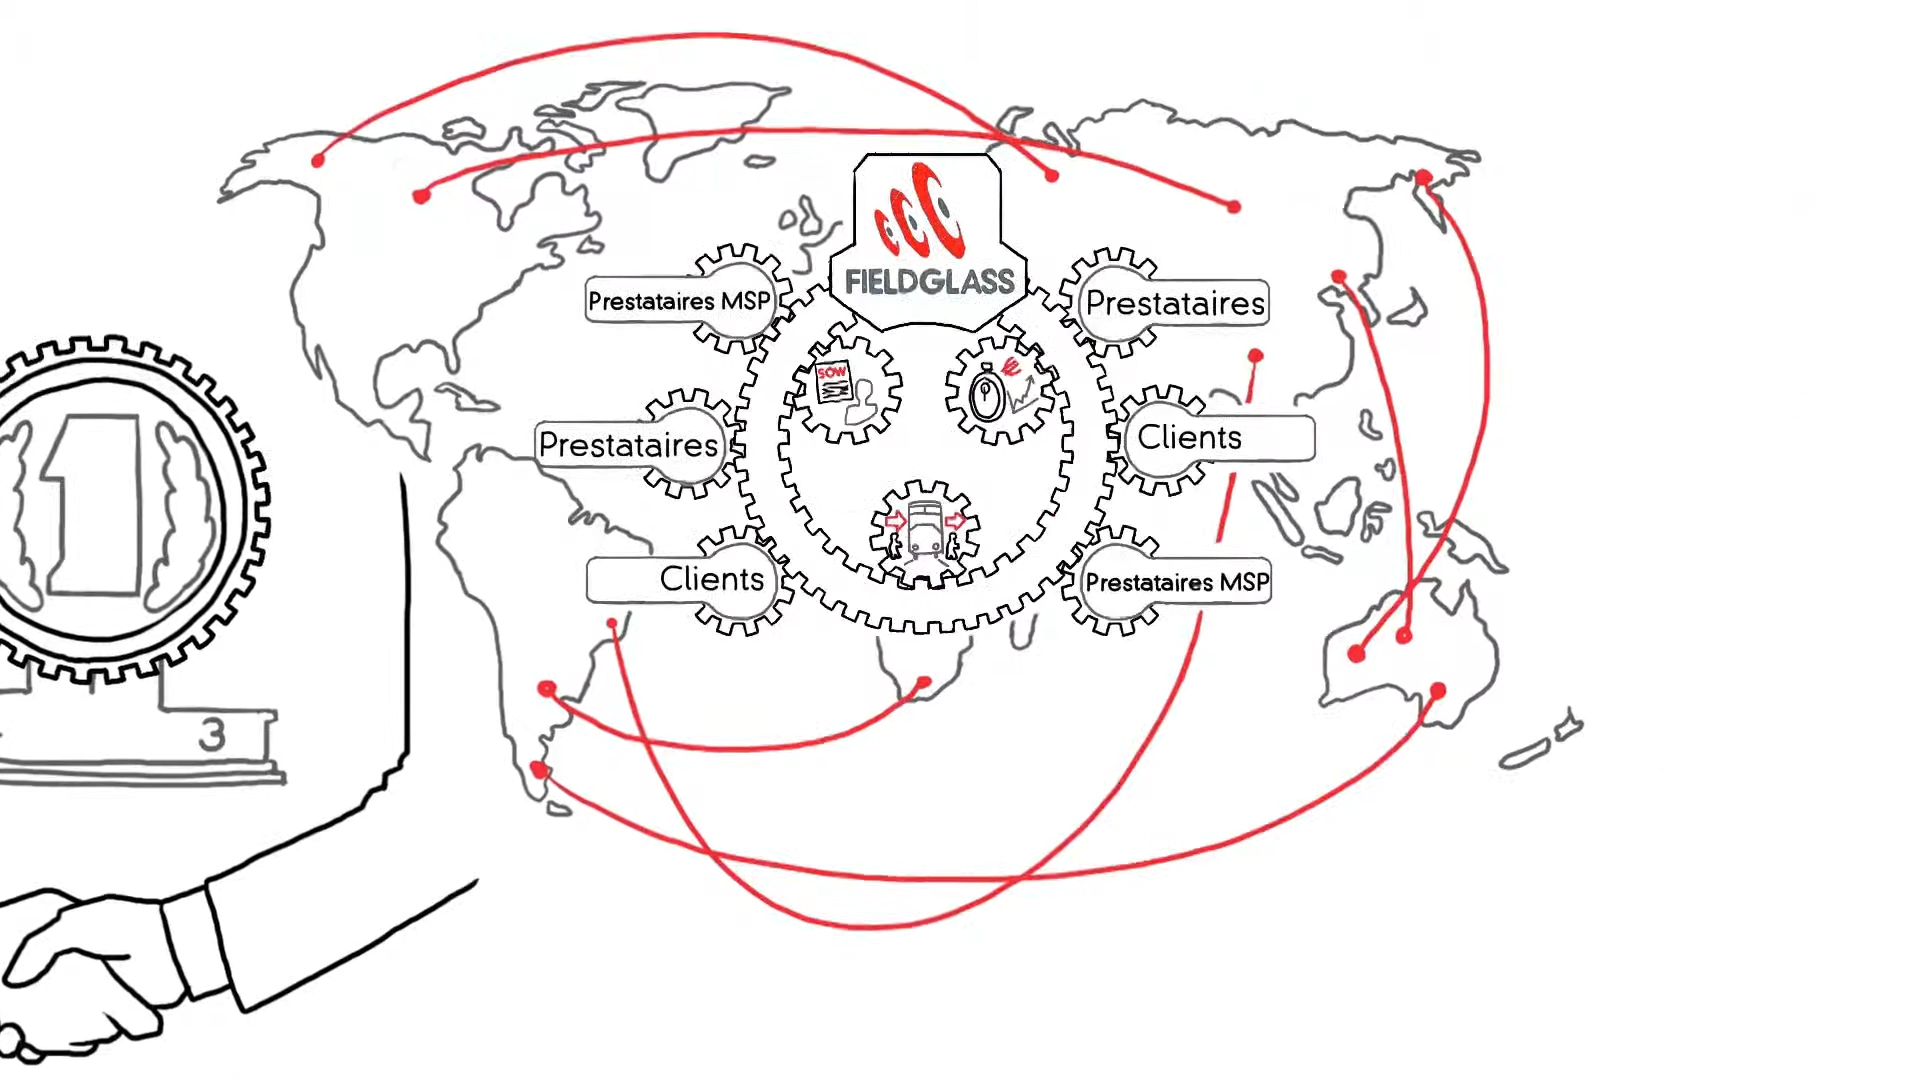 FIELDGLASS
Prestataires MSP
Prestataires
SOW
Prestataires
Clients
Clients
Prestataires MSP
1
3